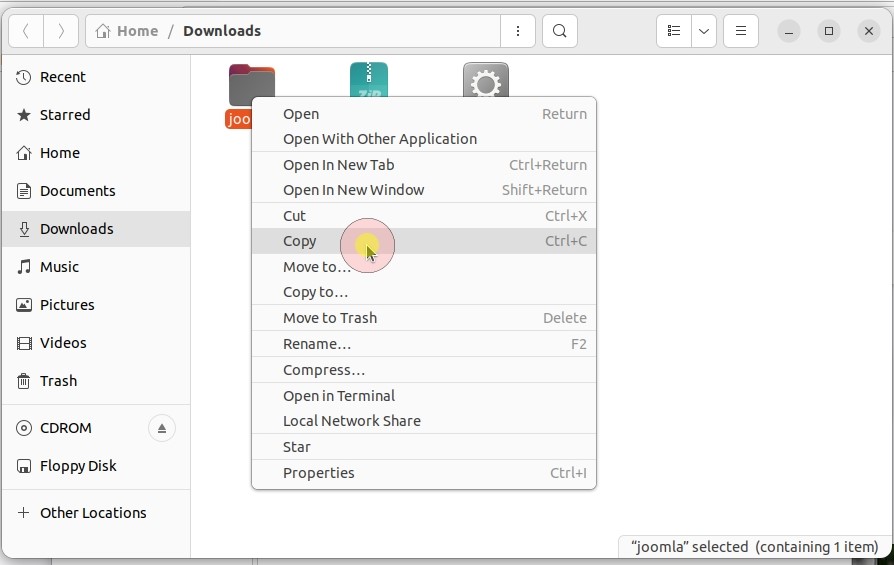 Home / Downloads
Recent
Starred
Home
Documents
Downloads
Music
Pictures
Videos
Trash
CDROM
Floppy Disk
Other Locations
ZIP
joo
Open Return
Open With Other Application
Open In New Tab Ctrl+Return
Open In New Window Shift+Return
Cut Ctrl+X
Copy Ctrl+C
Move to…
Copy to…
Move to Trash Delete
Rename… F2
Compress…
Open in Terminal
Local Network Share
Star
Properties Ctrl+I
“joomla” selected (containing 1 item)